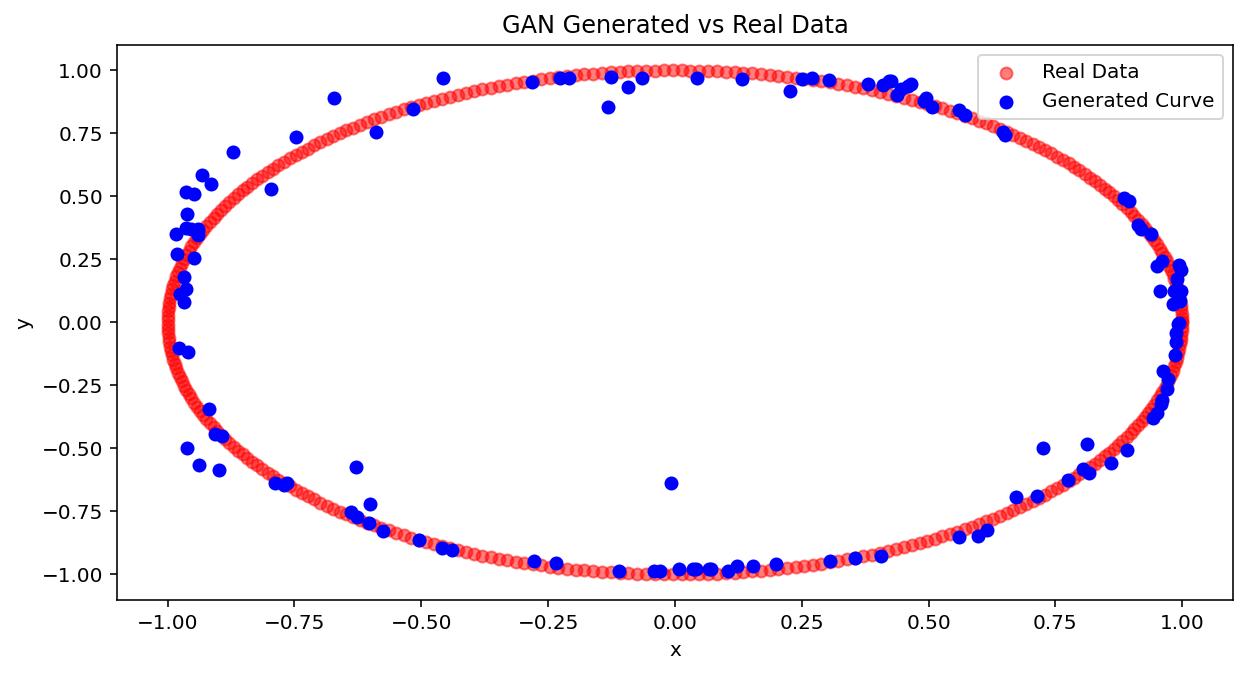 GAN Generated vs Real Data
Real Data
Generated Curve
y
1.00
0.75
0.50
0.25
0.00
−0.25
−0.50
−0.75
−1.00
−1.00 −0.75 −0.50 −0.25 0.00 0.25 0.50 0.75 1.00
x